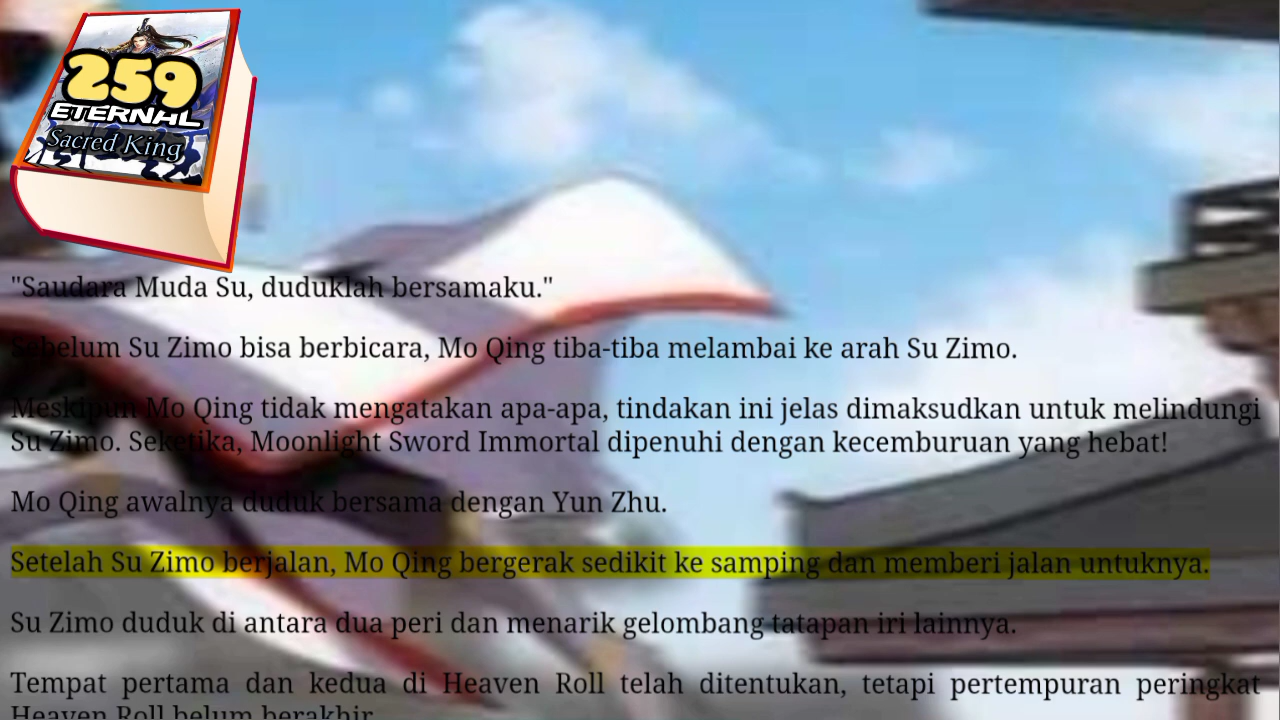 259
ETERNAL
Sacred King
"Saudara Muda Su, duduklah bersamaku."
Sebelum Su Zimo bisa berbicara, Mo Qing tiba-tiba melambai ke arah Su Zimo.
Meskipun Mo Qing tidak mengatakan apa-apa, tindakan ini jelas dimaksudkan untuk melindungi
Su Zimo. Seketika, Moonlight Sword Immortal dipenuhi dengan kecemburuan yang hebat!
Mo Qing awalnya duduk bersama dengan Yun Zhu.
Setelah Su Zimo berjalan, Mo Qing bergerak sedikit ke samping dan memberi jalan untuknya.
Su Zimo duduk di antara dua peri dan menarik gelombang tatapan iri lainnya.
Tempat pertama dan kedua di Heaven Roll telah ditentukan, tetapi pertempuran peringkat
Heaven Roll belum berakhir.